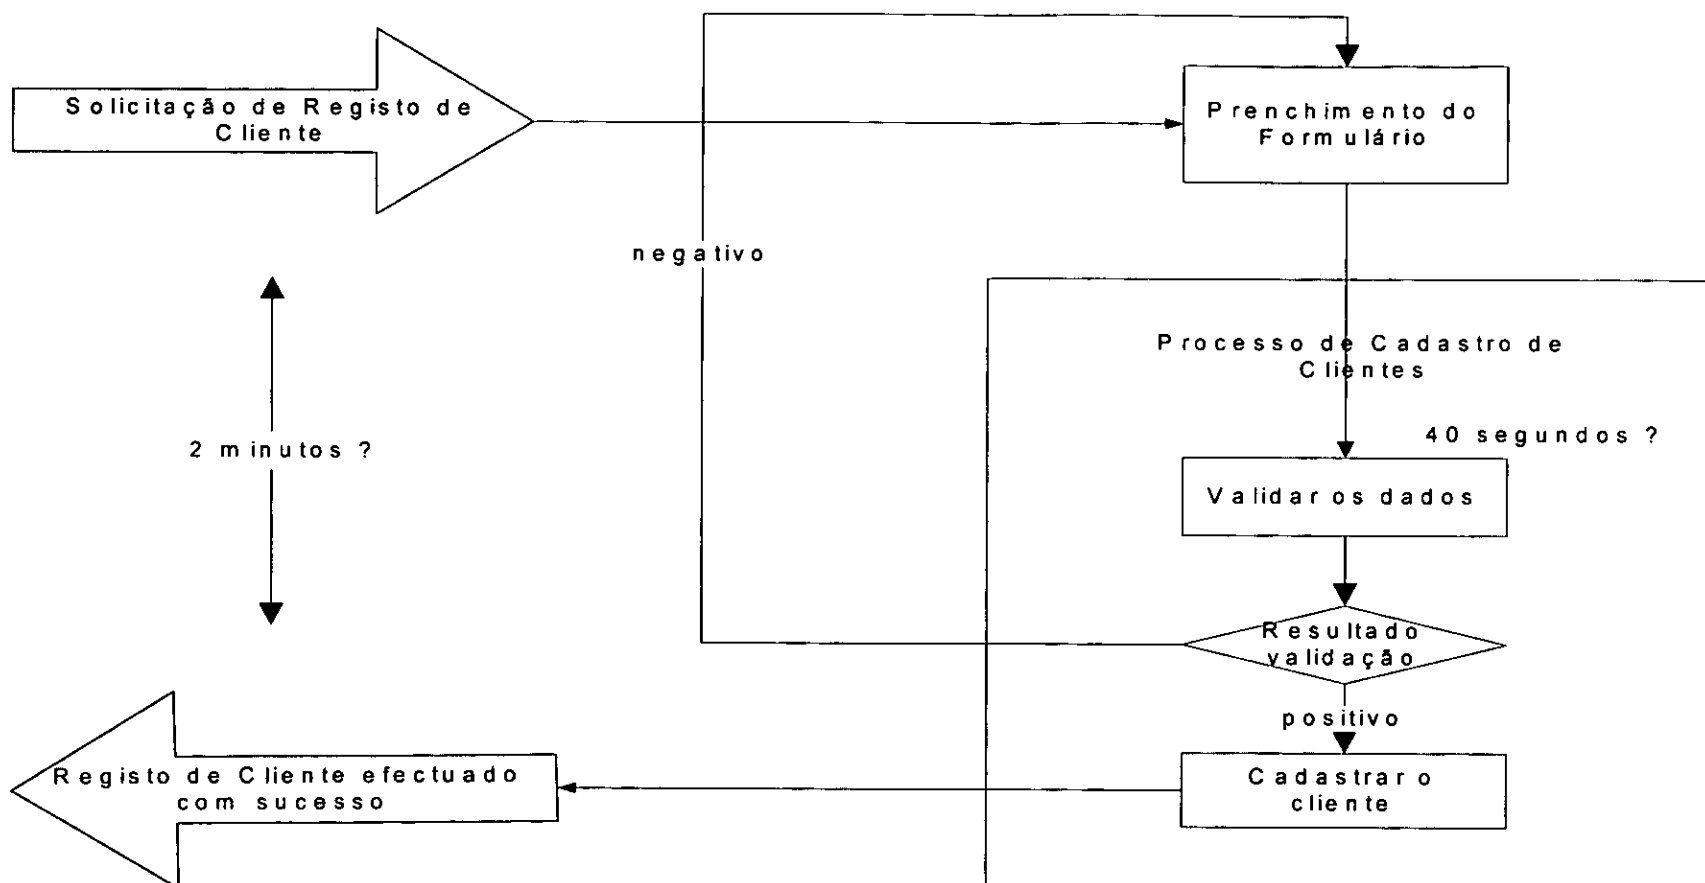 Solicitação de Registo de
Cliente
Prenchimento do
Formulário
negativo
Processo de Cadastro de
Clientes
2 minutos ?
40 segundos ?
Validar os dados
Resultado
validação
positivo
Registo de Cliente efectuado
com sucesso
Cadastrar o
cliente